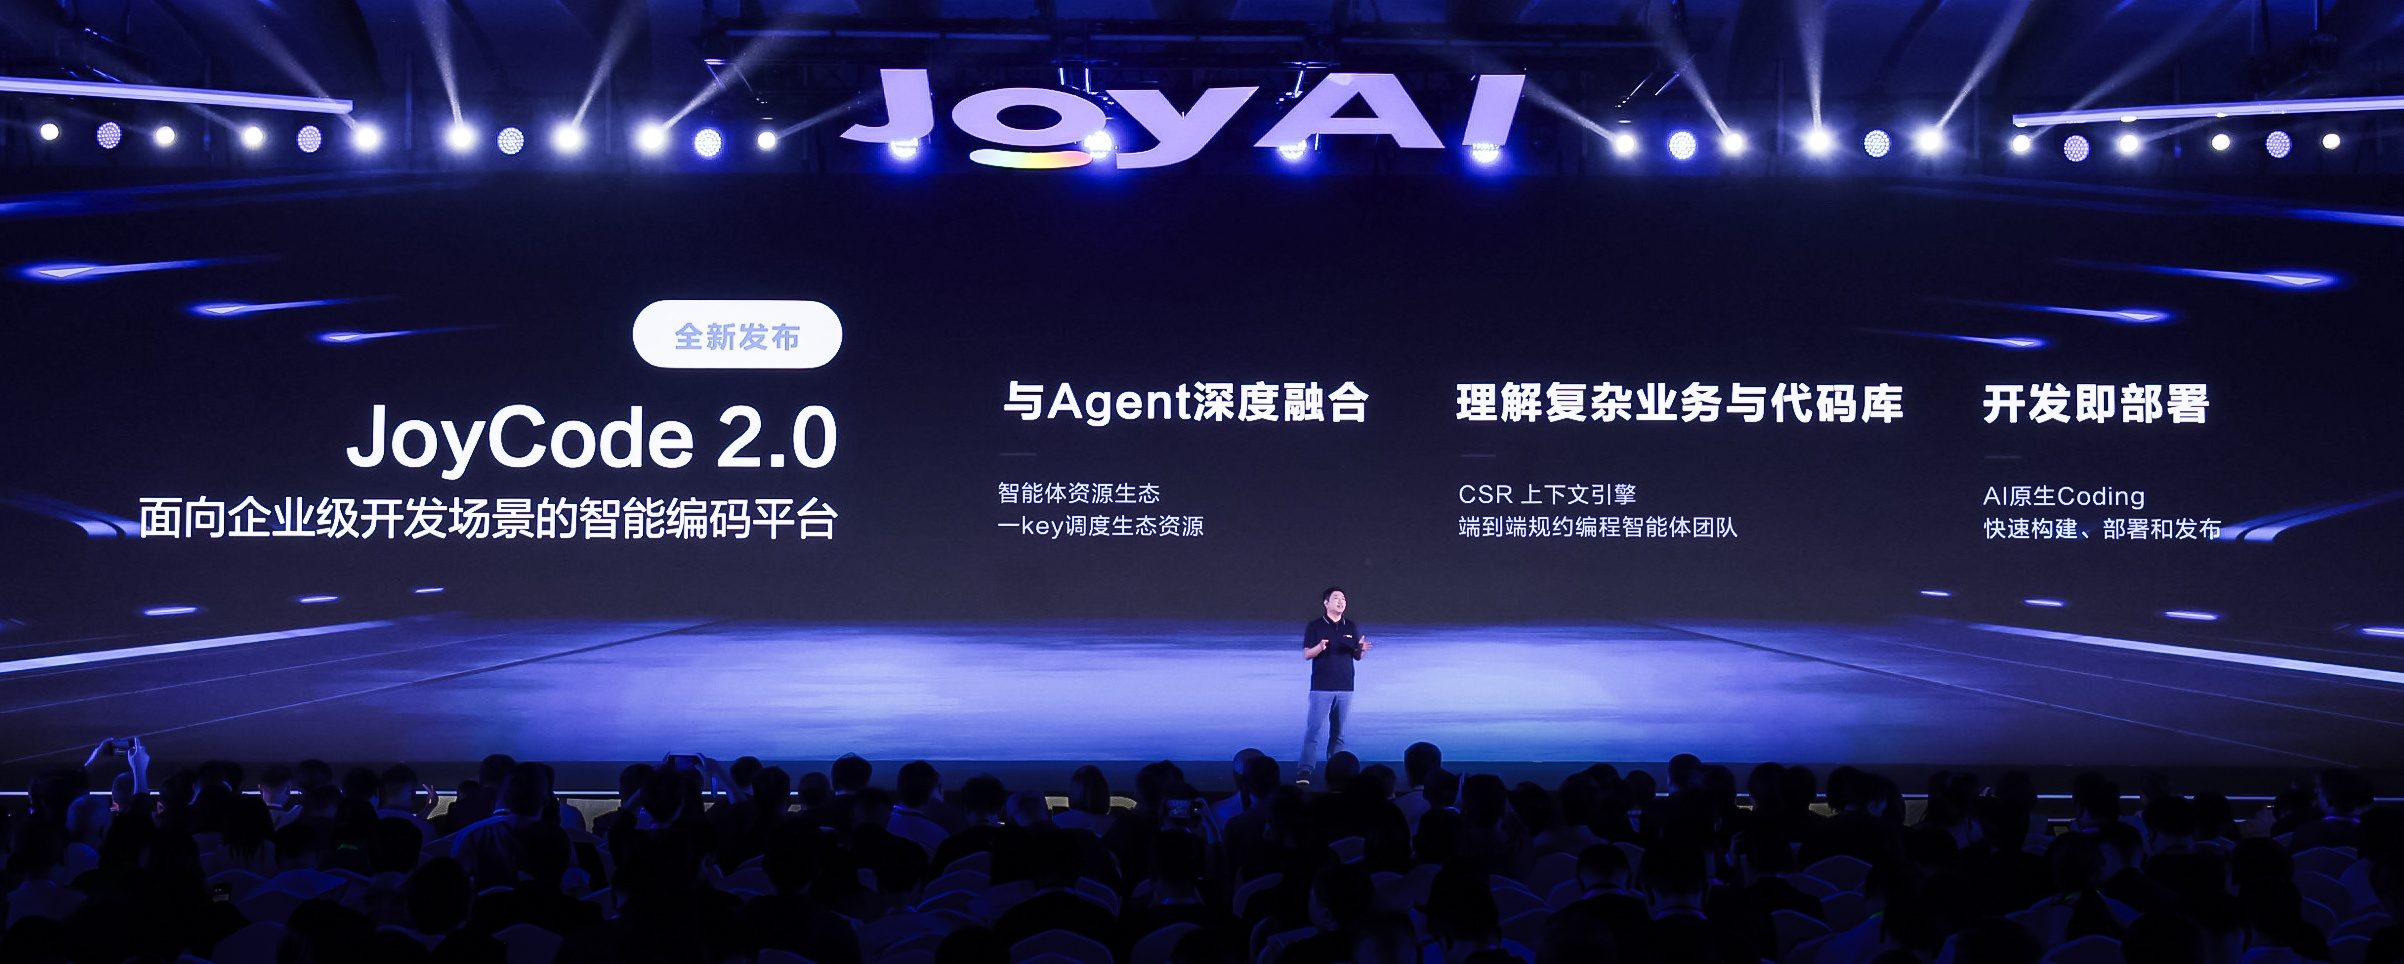 JoyAI
全新发布
JoyCode 2.0
面向企业级开发场景的智能编码平台
与Agent深度融合
智能体资源生态
一key调度生态资源
理解复杂业务与代码库
CSR 上下文引擎
端到端规约编程智能体团队
开发即部署
AI原生Coding
快速构建、部署和发布